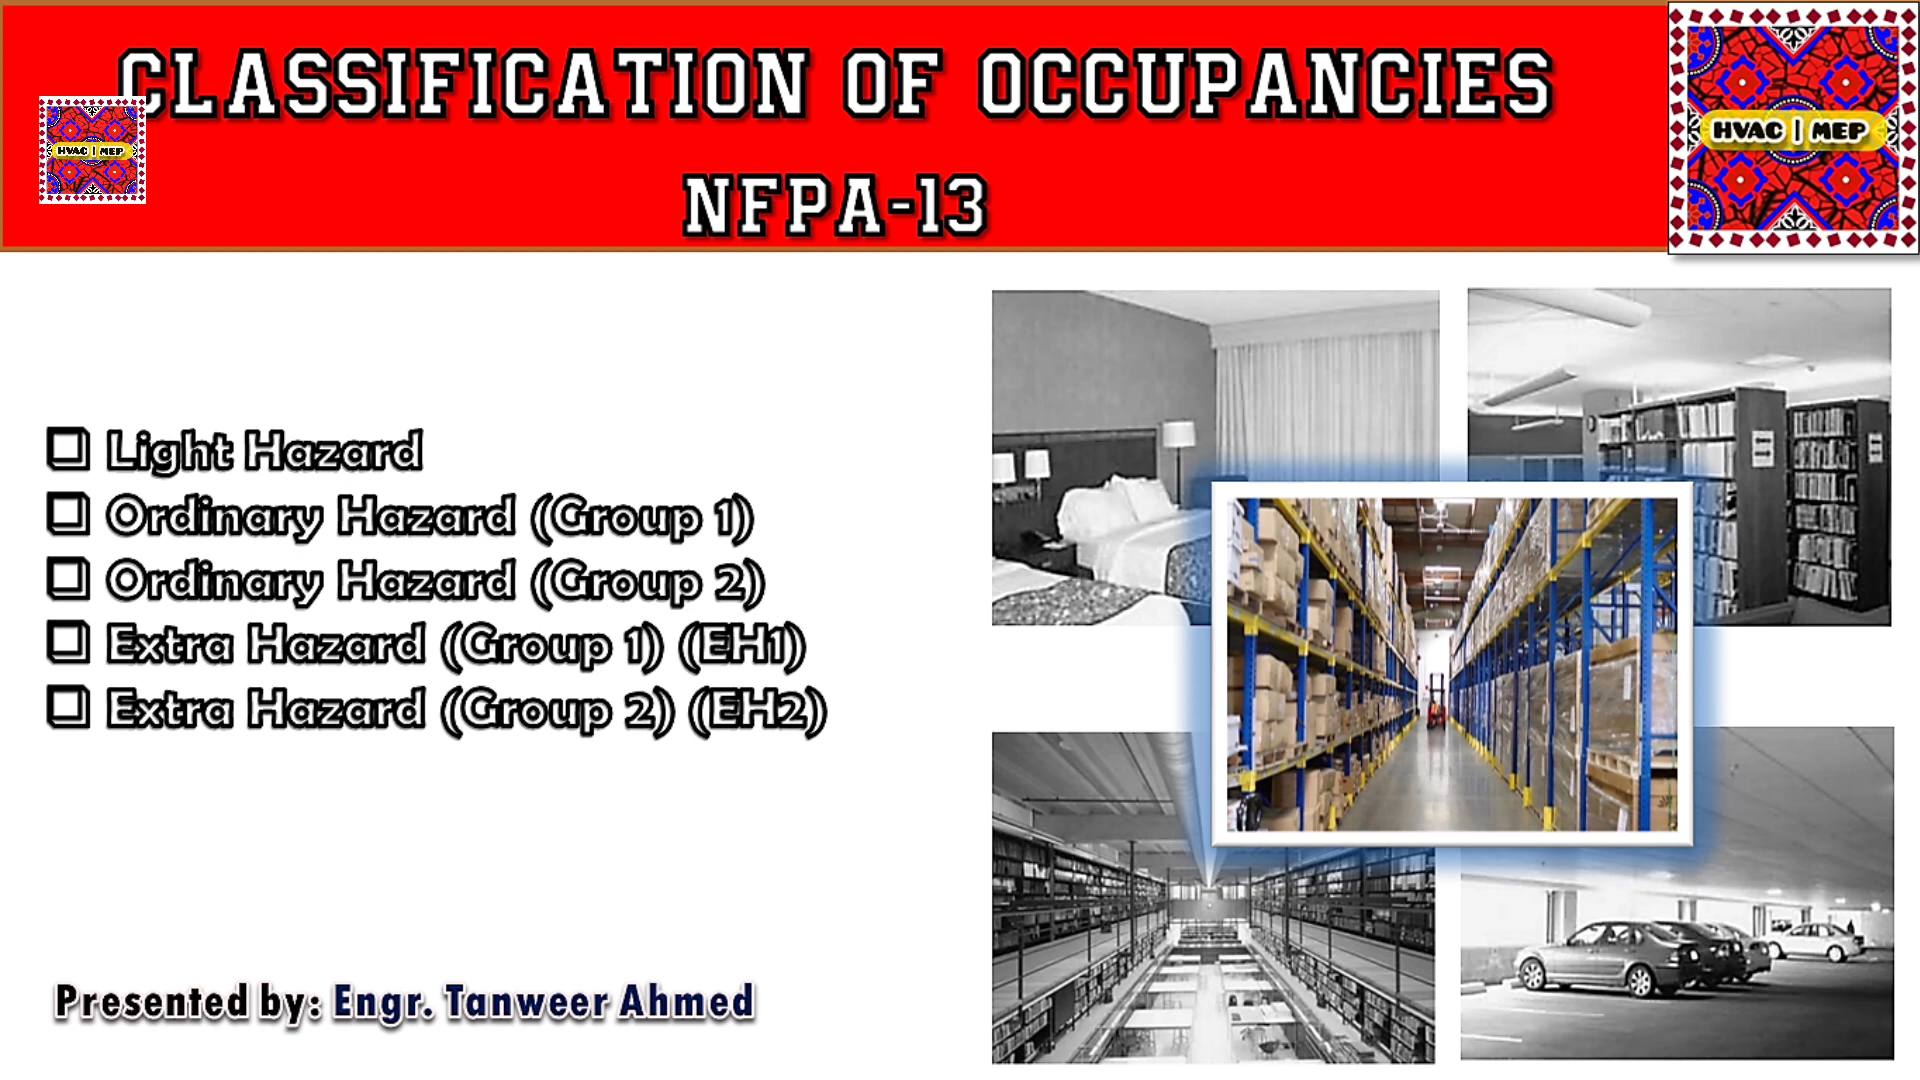 CLASSIFICATION OF OCCUPANCIES
NFPA-13
HVAC | MEP
HVAC | MEP
Light Hazard
Ordinary Hazard (Group 1)
Ordinary Hazard (Group 2)
Extra Hazard (Group 1) (EH1)
Extra Hazard (Group 2) (EH2)
Presented by: Engr. Tanweer Ahmed